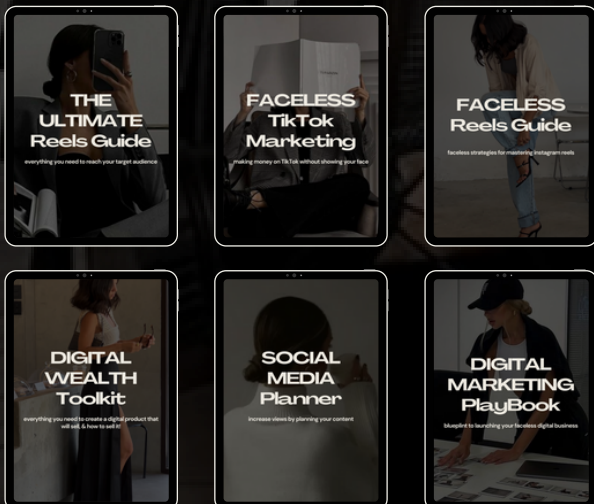 THE
ULTIMATE
Reels Guide
everything you need to reach your target audience
FACELESS
TikTok
Marketing
making money on TikTok without showing your face
FACELESS
Reels Guide
faceless strategies for mastering instagram reels
DIGITAL
WEALTH
Toolkit
everything you need to create a digital product that
will sell, & how to sell it!
SOCIAL
MEDIA
Planner
increase views by planning your content
DIGITAL
MARKETING
PlayBook
blueprint to launching your faceless digital business